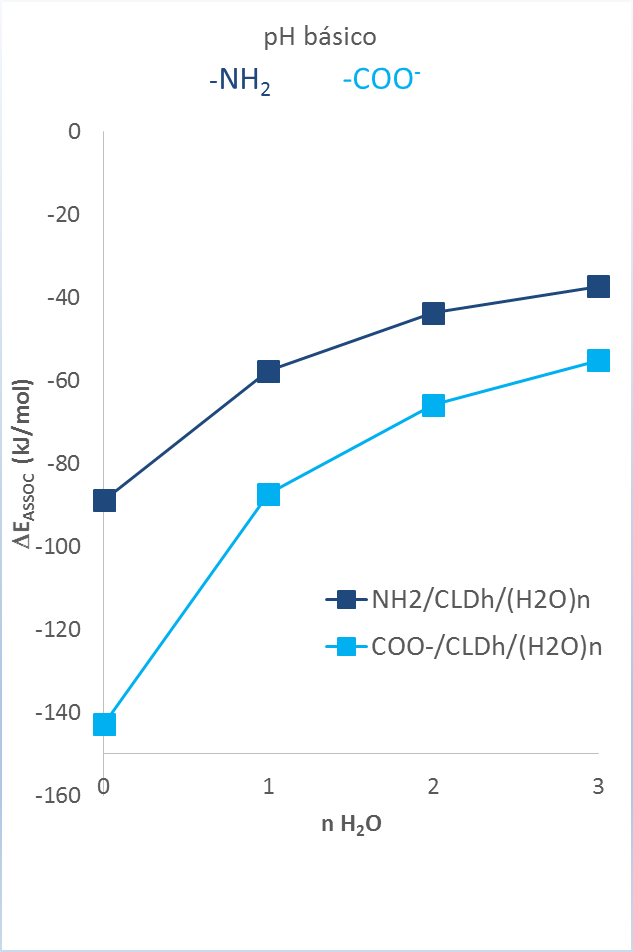 pH básico
-NH₂ -COO⁻
0
-20
-40
-60
-80
-100
-120
-140
-160
ΔE_ASSOC (kJ/mol)
NH2/CLDh/(H2O)n
COO-/CLDh/(H2O)n
0 1 2 3
n H₂O